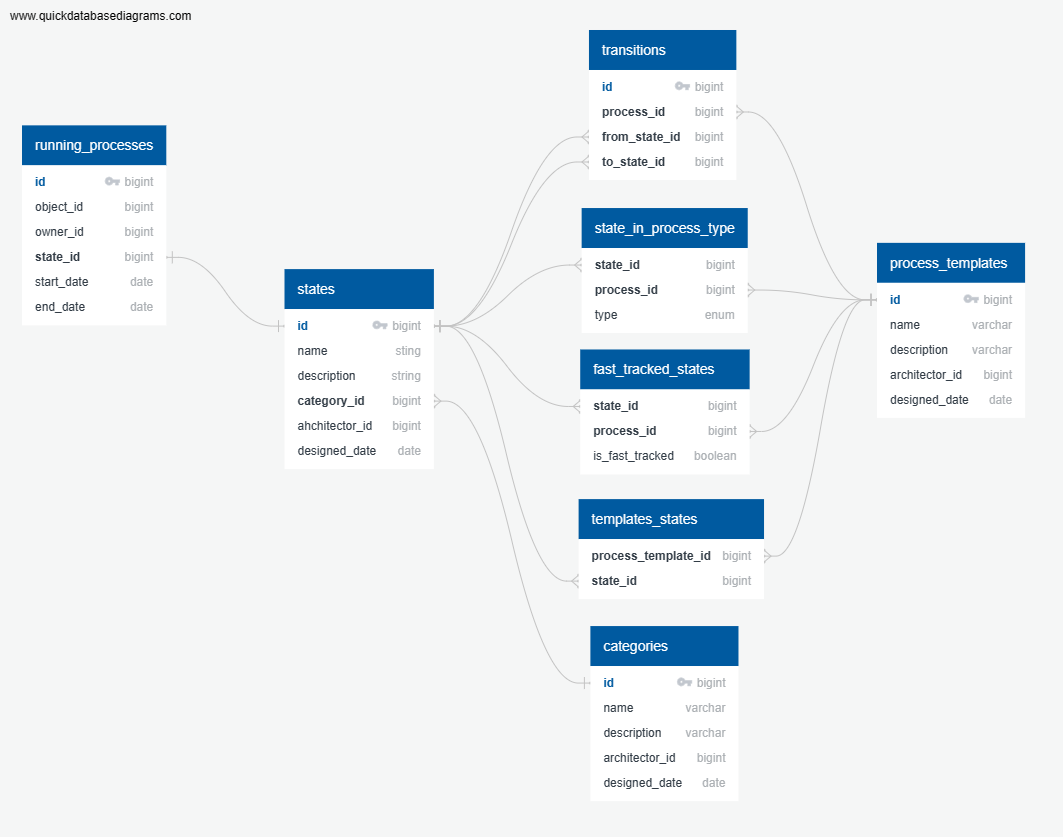 www.quickdatabasediagrams.com
running_processes
id bigint
object_id bigint
owner_id bigint
state_id bigint
start_date date
end_date date
states
id bigint
name sting
description string
category_id bigint
ahchitector_id bigint
designed_date date
transitions
id bigint
process_id bigint
from_state_id bigint
to_state_id bigint
state_in_process_type
state_id bigint
process_id bigint
type enum
fast_tracked_states
state_id bigint
process_id bigint
is_fast_tracked boolean
templates_states
process_template_id bigint
state_id bigint
categories
id bigint
name varchar
description varchar
architector_id bigint
designed_date date
process_templates
id bigint
name varchar
description varchar
architector_id bigint
designed_date date